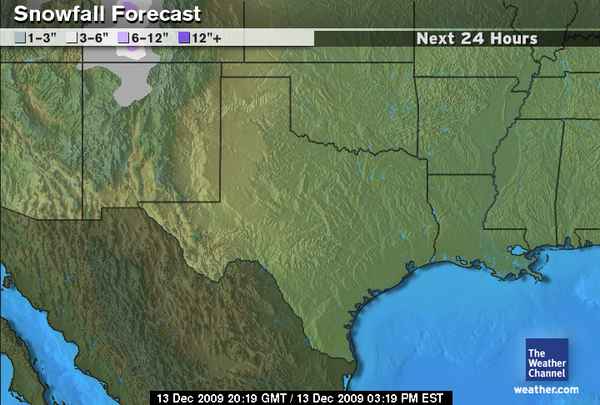 Snowfall Forecast
1-3" 3-6" 6-12" 12"+
Next 24 Hours
The
Weather
Channel
weather.com
13 Dec 2009 20:19 GMT / 13 Dec 2009 03:19 PM EST